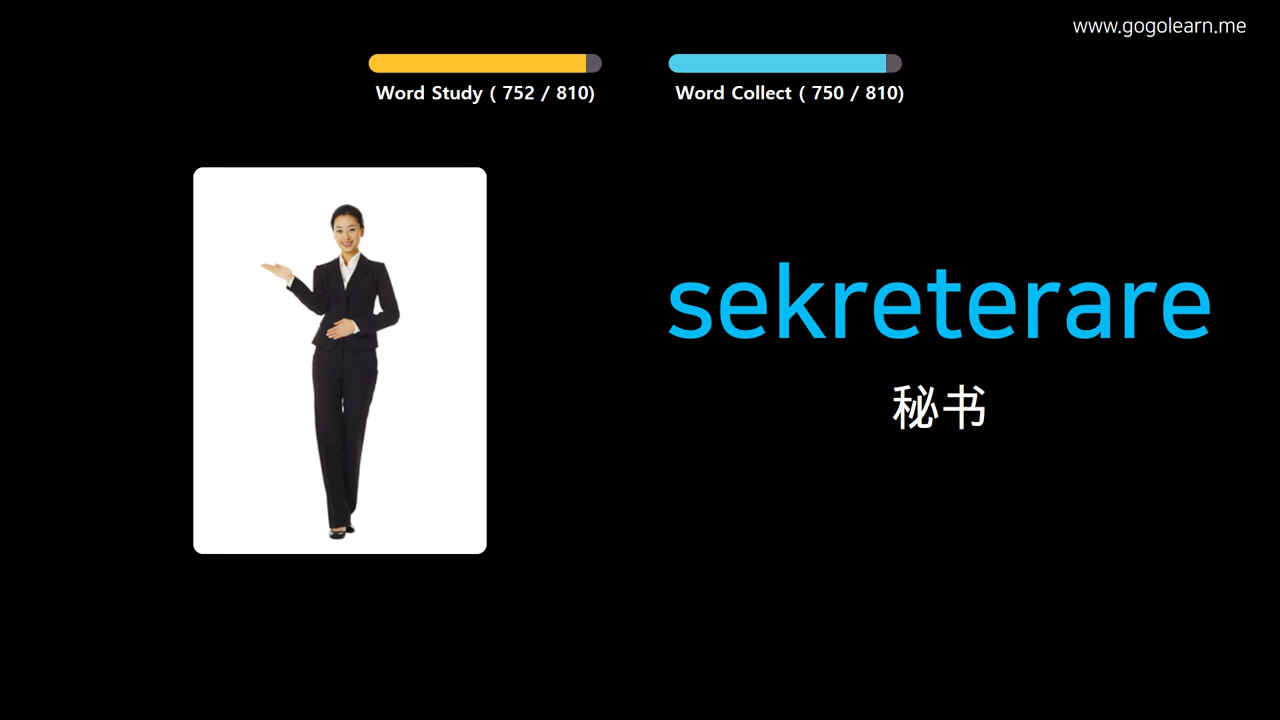 www.gogolearn.me
Word Study ( 752 / 810)
Word Collect ( 750 / 810)
sekreterare
秘书